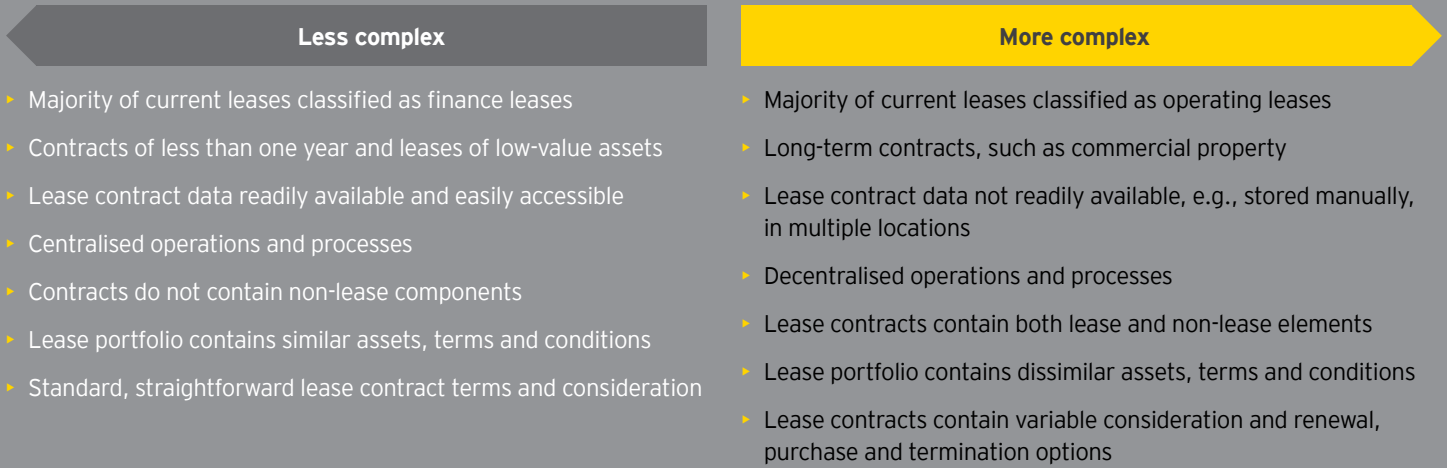 Less complex
‣ Majority of current leases classified as finance leases
‣ Contracts of less than one year and leases of low-value assets
‣ Lease contract data readily available and easily accessible
‣ Centralised operations and processes
‣ Contracts do not contain non-lease components
‣ Lease portfolio contains similar assets, terms and conditions
‣ Standard, straightforward lease contract terms and consideration
More complex
‣ Majority of current leases classified as operating leases
‣ Long-term contracts, such as commercial property
‣ Lease contract data not readily available, e.g., stored manually,
in multiple locations
‣ Decentralised operations and processes
‣ Lease contracts contain both lease and non-lease elements
‣ Lease portfolio contains dissimilar assets, terms and conditions
‣ Lease contracts contain variable consideration and renewal,
purchase and termination options